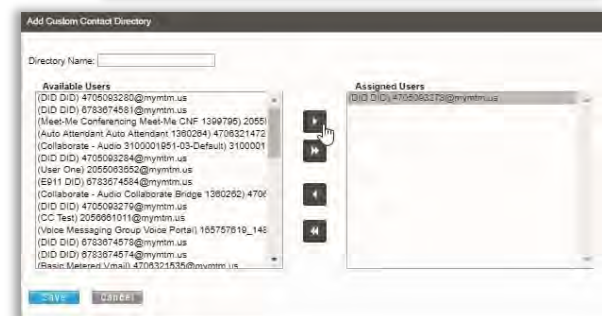 Add Custom Contact Directory
Directory Name:
Available Users
(DID DID) 4705093280@mymtm.us
(DID DID) 6783674581@mymtm.us
(Meet-Me Conferencing Meet-Me CNF 1399795) 20555
(Auto Attendant Auto Attendant 1360264) 4706321472
(Collaborate - Audio 3100001951-03-Default) 3100001
(DID DID) 4705093284@mymtm.us
(User One) 2055063652@mymtm.us
(E911 DID) 6783674584@mymtm.us
(Collaborate - Audio Collaborate Bridge 1360262) 4706
(DID DID) 4705093279@mymtm.us
(CC Test) 2056661011@mymtm.us
(Voice Messaging Group Voice Portal) 165757619_148
(DID DID) 6783674578@mymtm.us
(DID DID) 6783674574@mymtm.us
(Basic Metered Vmail) 4706321535@mymtm.us
Assigned Users
(DID DID) 4705093278@mymtm.us
Save
Cancel